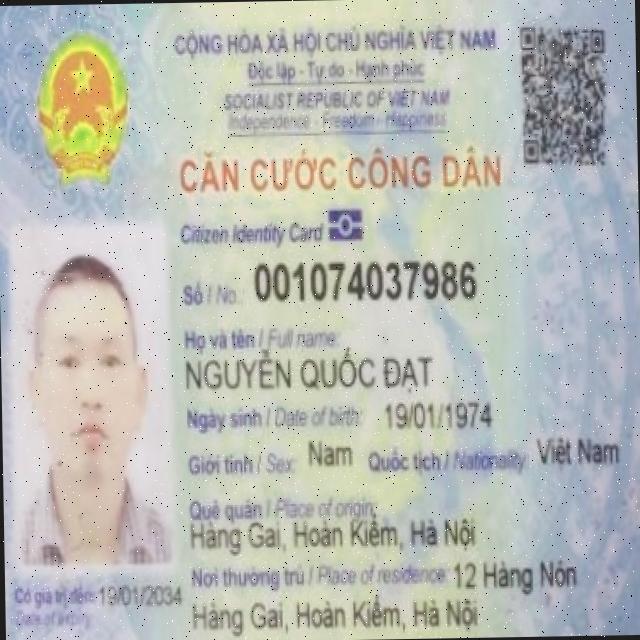 CỘNG HÒA XÃ HỘI CHỦ NGHĨA VIỆT NAM
Độc lập - Tự do - Hạnh phúc
SOCIALIST REPUBLIC OF VIET NAM
Independence - Freedom - Happiness
CĂN CƯỚC CÔNG DÂN
Citizen Identity Card
Số / No.: 001074037986
Họ và tên / Full name:
NGUYỄN QUỐC ĐẠT
Ngày sinh / Date of birth: 19/01/1974
Giới tính / Sex: Nam Quốc tịch / Nationality: Việt Nam
Quê quán / Place of origin:
Hàng Gai, Hoàn Kiếm, Hà Nội
Nơi thường trú / Place of residence: 12 Hàng Nón
Hàng Gai, Hoàn Kiếm, Hà Nội
Có giá trị đến: 19/01/2034
Date of expiry